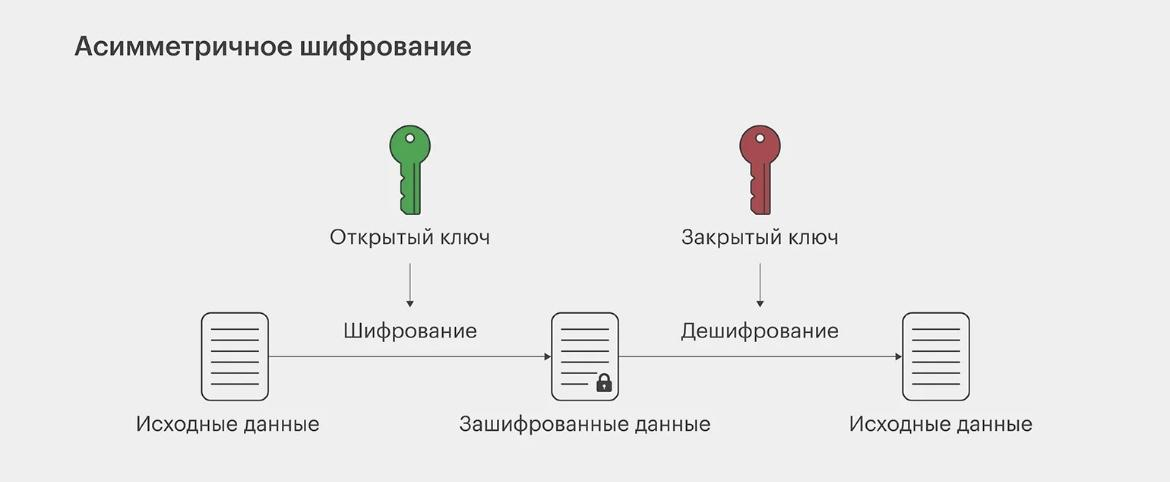 Асимметричное шифрование
Открытый ключ
Закрытый ключ
Шифрование
Дешифрование
Исходные данные
Зашифрованные данные
Исходные данные